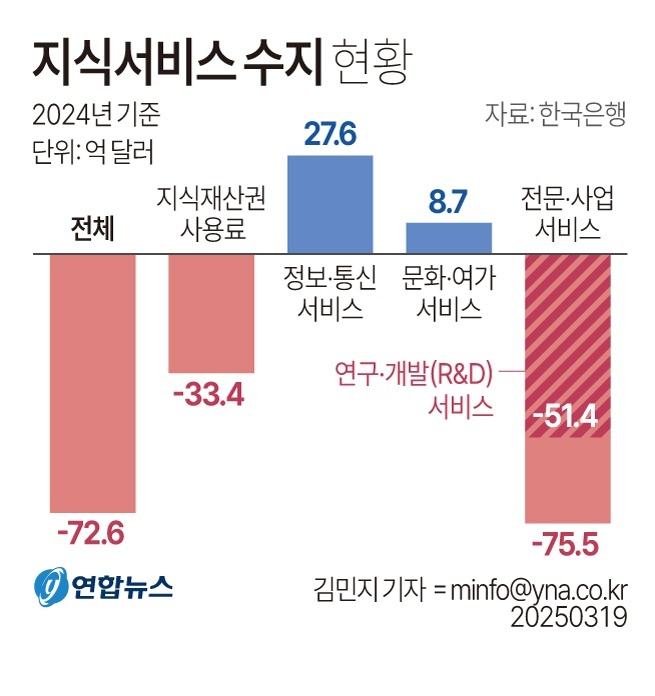 지식서비스 수지 현황
2024년 기준
단위: 억 달러
자료: 한국은행
전체
-72.6
지식재산권
사용료
-33.4
27.6
정보·통신
서비스
8.7
문화·여가
서비스
전문·사업
서비스
연구·개발(R&D)
서비스
-51.4
-75.5
연합뉴스
김민지 기자 = minfo@yna.co.kr
20250319